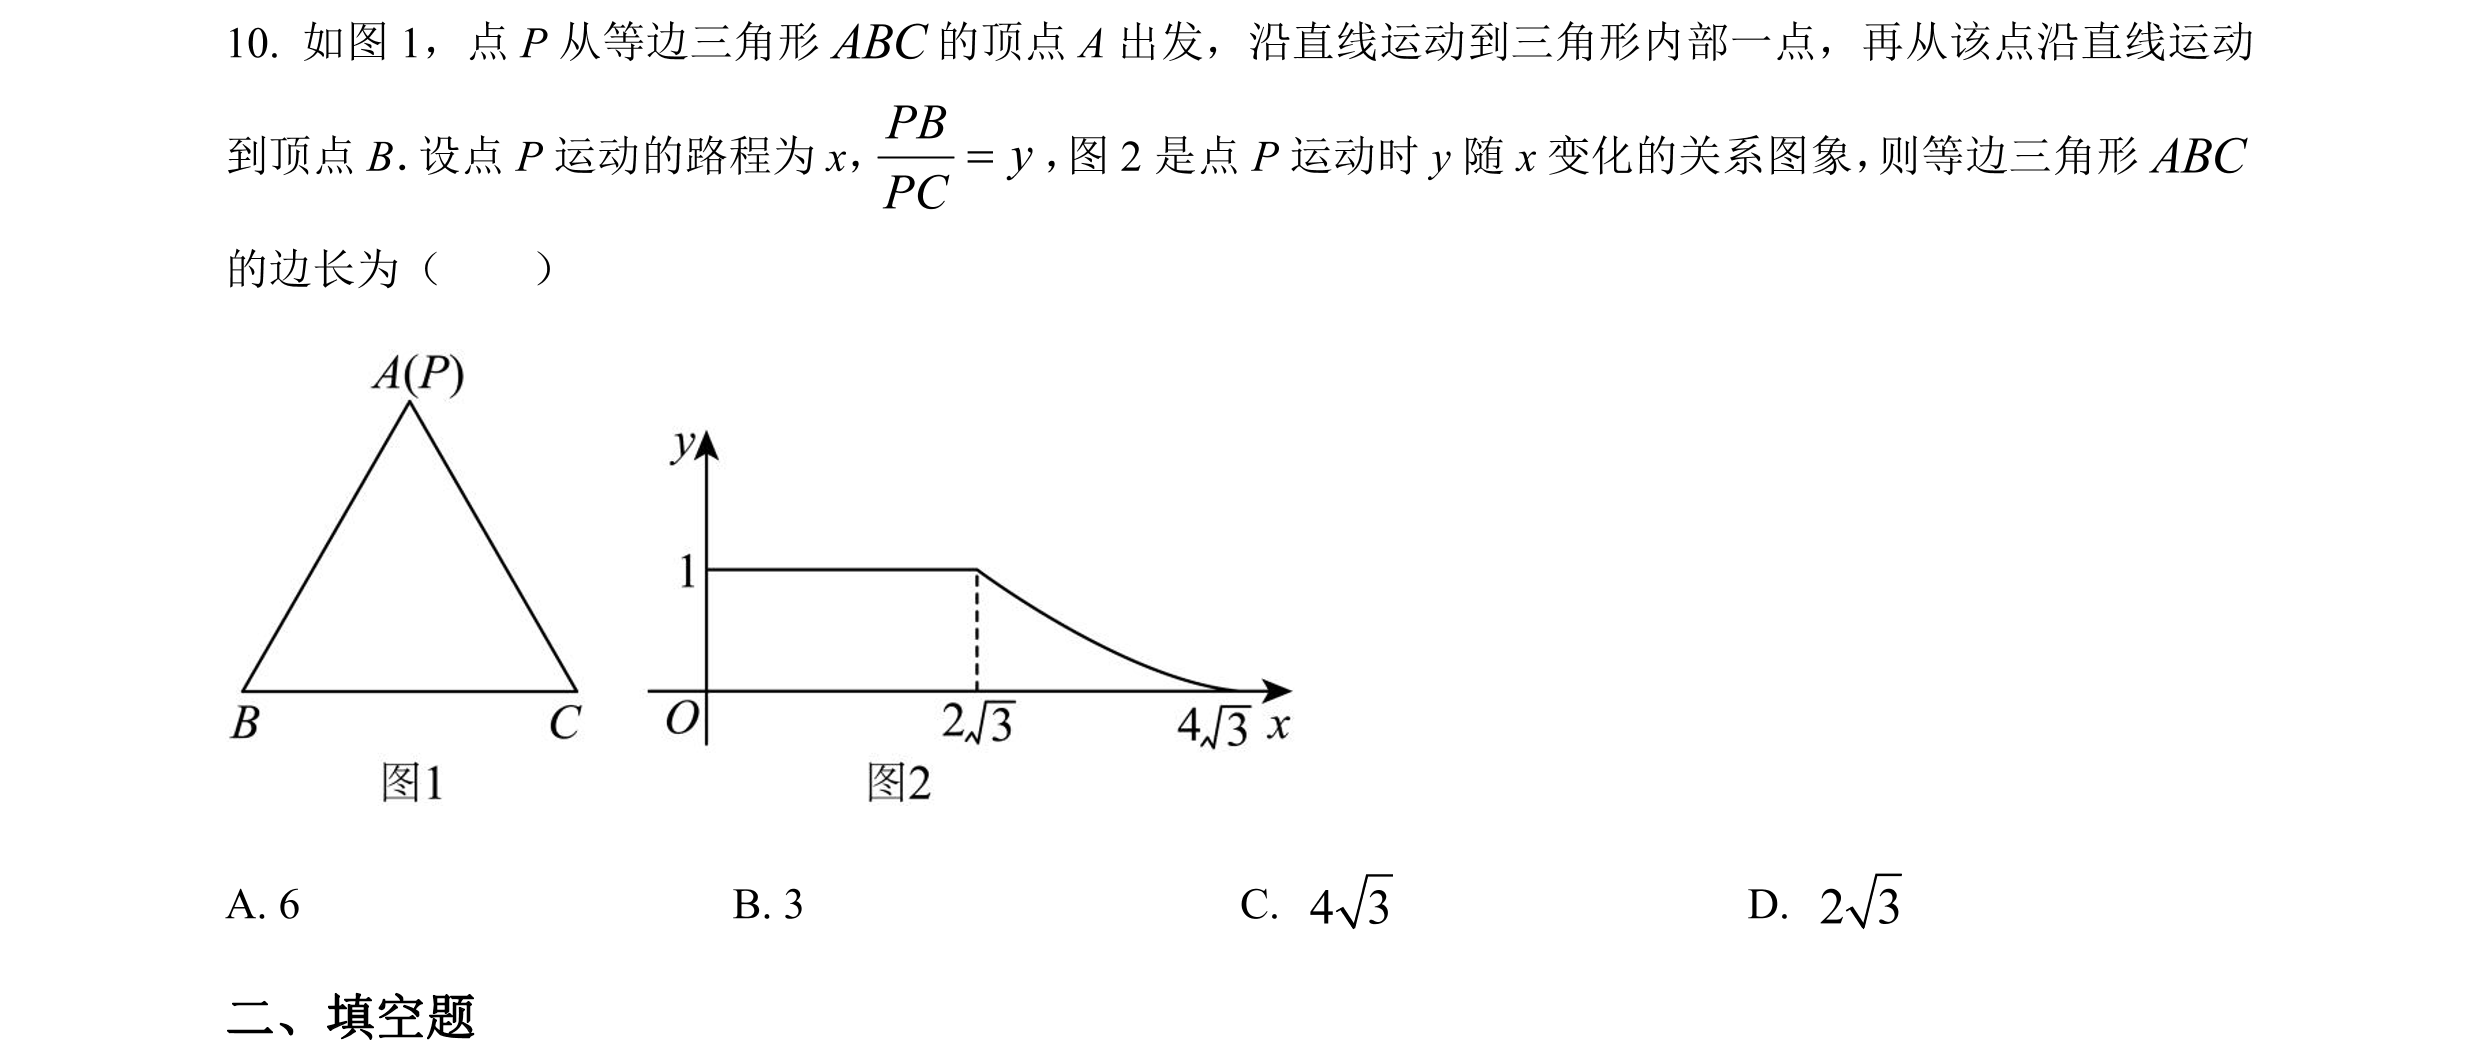 10. 如图 1，点 P 从等边三角形 ABC 的顶点 A 出发，沿直线运动到三角形内部一点，再从该点沿直线运动
到顶点 B．设点 P 运动的路程为 x，PB/PC = y，图 2 是点 P 运动时 y 随 x 变化的关系图象，则等边三角形 ABC
的边长为（　　）
A(P)
B C
图1
y
1
O 2√3 4√3 x
图2
A. 6 B. 3 C. 4√3 D. 2√3
二、填空题